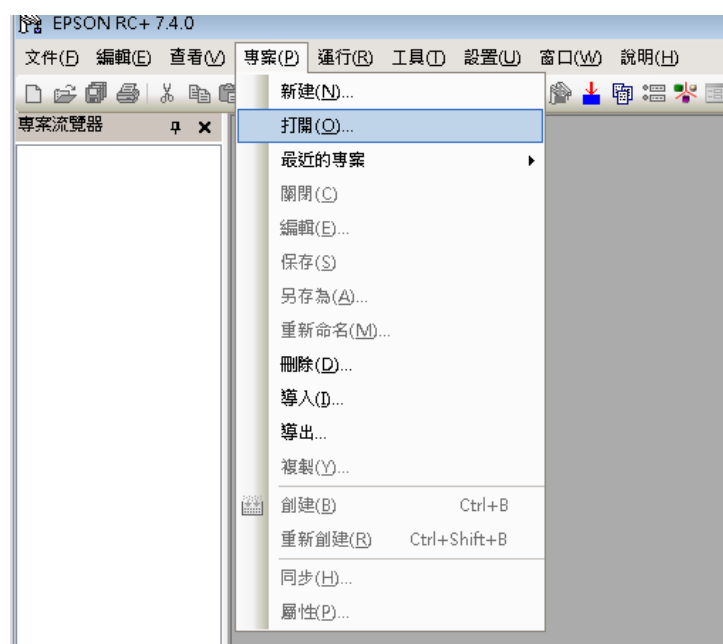 EPSON RC+ 7.4.0
文件(F) 編輯(E) 查看(V) 專案(P) 運行(R) 工具(T) 設置(U) 窗口(W) 說明(H)
專案流覽器
新建(N)...
打開(O)...
最近的專案
關閉(C)
編輯(E)...
保存(S)
另存為(A)...
重新命名(M)...
刪除(D)...
導入(I)...
導出...
複製(Y)...
創建(B) Ctrl+B
重新創建(R) Ctrl+Shift+B
同步(H)...
屬性(P)...